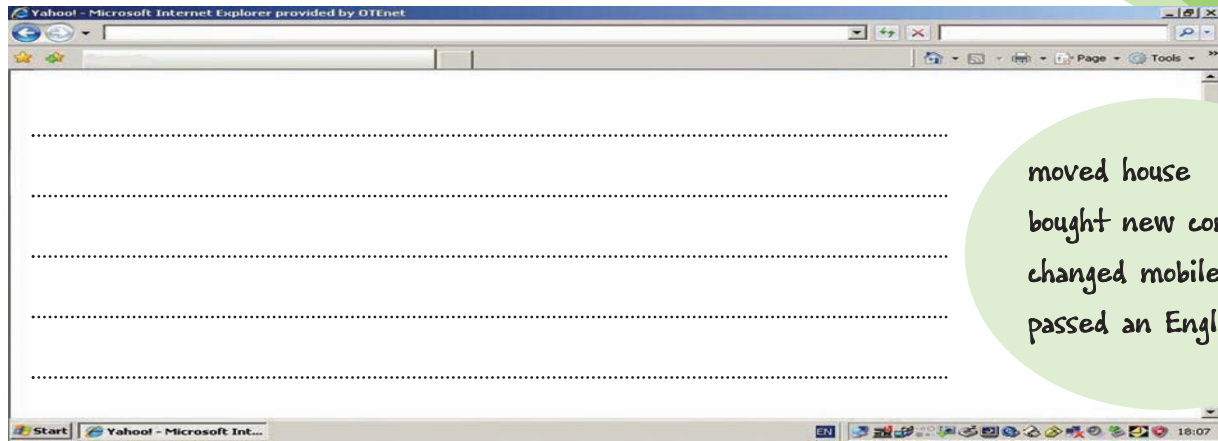 Yahoo! - Microsoft Internet Explorer provided by OTEnet
Page Tools
moved house
bought new
changed mobile
passed an
Start Yahoo! - Microsoft Int... EN 18:07